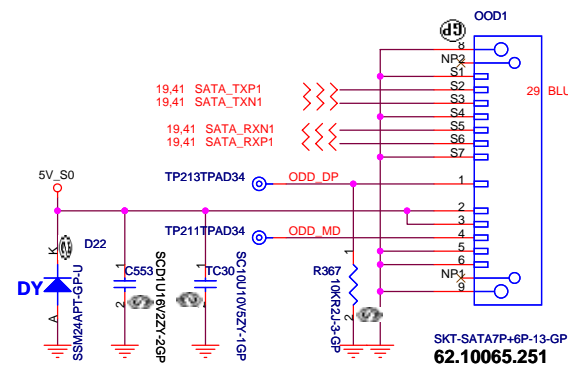 OOD1
GP
8
NP2
S1
19,41 SATA_TXP1 S2
29 BLU
19,41 SATA_TXN1 S3
S4
19,41 SATA_RXN1 S5
19,41 SATA_RXP1 S6
S7
5V_S0
TP213TPAD34 ODD_DP 1
2
3
TP211TPAD34 ODD_MD 4
5
6
NP1
9
K
D22
DY
A
SSM24APT-GP-U
1
C553
2
SCD1U16V2ZY-2GP
1
TC30
2
SC10U10V5ZY-1GP
1
R367
2
10KR2J-3-GP
SKT-SATA7P+6P-13-GP
62.10065.251